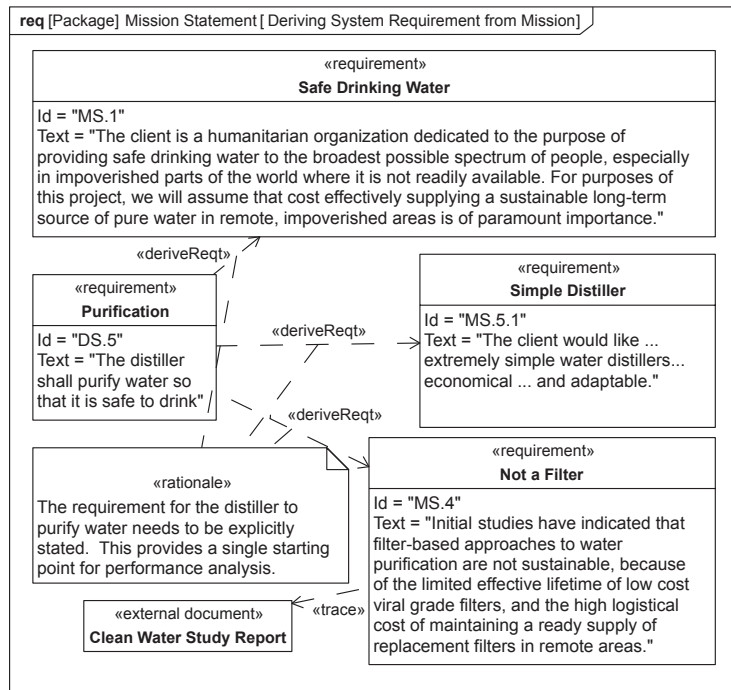 req [Package] Mission Statement [ Deriving System Requirement from Mission]
«requirement»
Safe Drinking Water
Id = "MS.1"
Text = "The client is a humanitarian organization dedicated to the purpose of
providing safe drinking water to the broadest possible spectrum of people, especially
in impoverished parts of the world where it is not readily available. For purposes of
this project, we will assume that cost effectively supplying a sustainable long-term
source of pure water in remote, impoverished areas is of paramount importance."
«deriveReqt»
«requirement»
Purification
Id = "DS.5"
Text = "The distiller
shall purify water so
that it is safe to drink"
«deriveReqt»
«requirement»
Simple Distiller
Id = "MS.5.1"
Text = "The client would like ...
extremely simple water distillers...
economical ... and adaptable."
«deriveReqt»
«rationale»
The requirement for the distiller to
purify water needs to be explicitly
stated.  This provides a single starting
point for performance analysis.
«requirement»
Not a Filter
Id = "MS.4"
Text = "Initial studies have indicated that
filter-based approaches to water
purification are not sustainable, because
of the limited effective lifetime of low cost
viral grade filters, and the high logistical
cost of maintaining a ready supply of
replacement filters in remote areas."
«trace»
«external document»
Clean Water Study Report